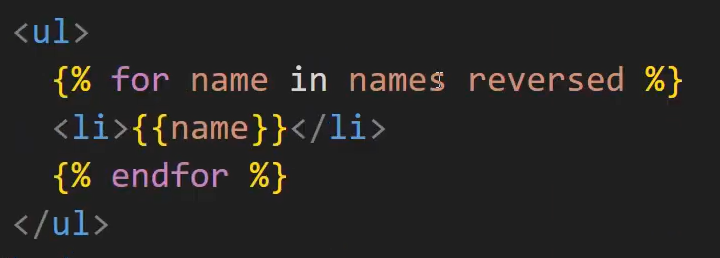 <ul>
{% for name in names reversed %}
<li>{{name}}</li>
{% endfor %}
</ul>